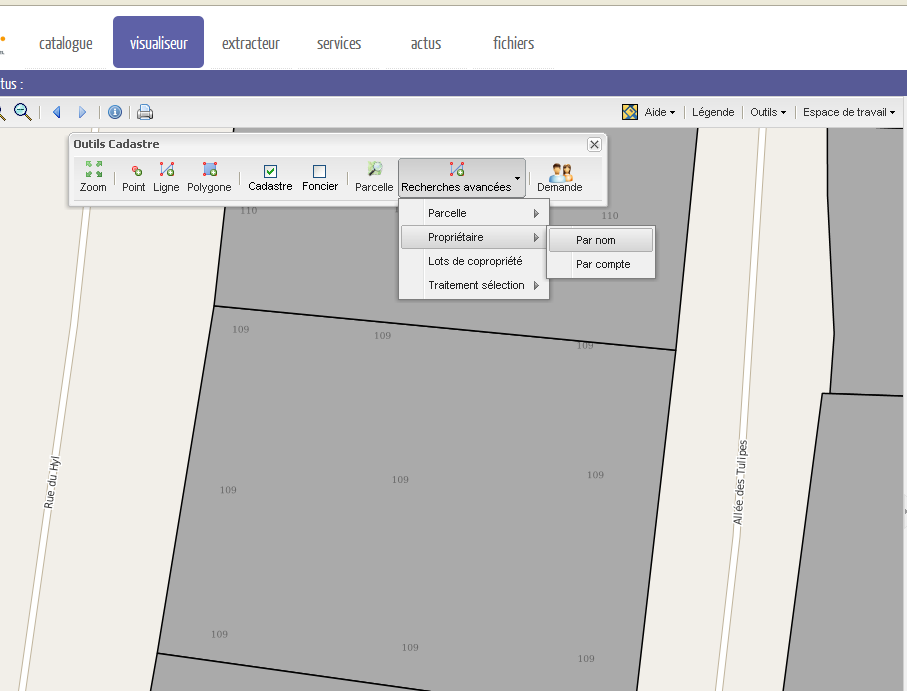 catalogue visualiseur extracteur services actus fichiers
tus :
Aide Légende Outils Espace de travail
Outils Cadastre
Zoom Point Ligne Polygone Cadastre Foncier Parcelle Recherches avancées Demande
110 110
Parcelle
Propriétaire Par nom
Lots de copropriété Par compte
Traitement sélection
109 109 109
Rue.du.Hyl
Allée.des.Tulipes
109 109 109
109 109 109